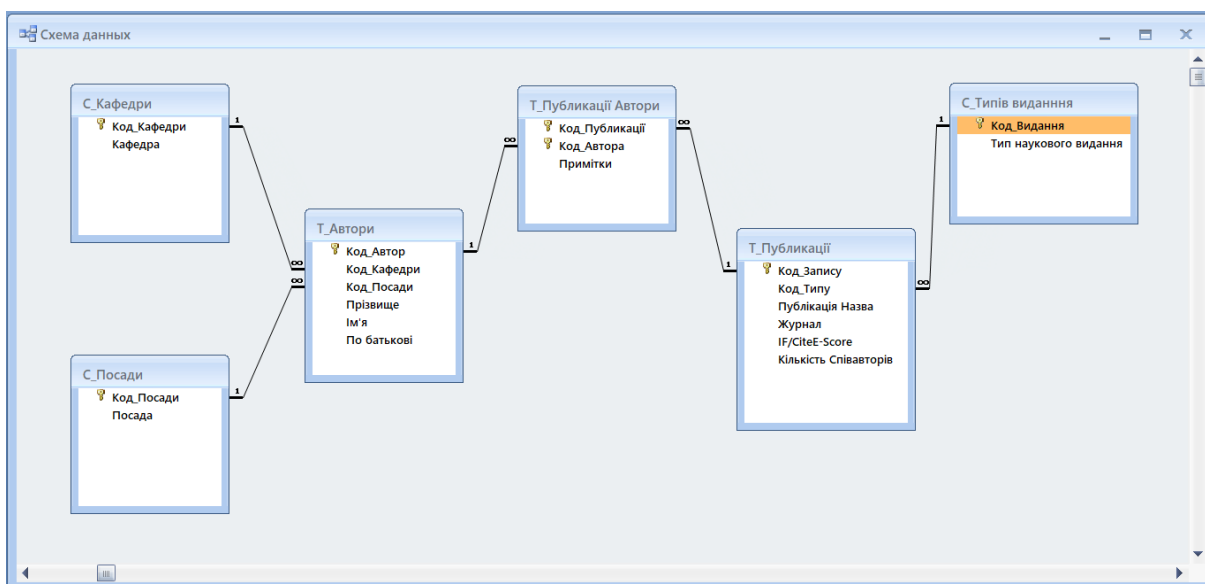 Схема данных
С_Кафедри
Код_Кафедри
Кафедра
1
∞
С_Посади
Код_Посади
Посада
1
∞
Т_Автори
Код_Автор
Код_Кафедри
Код_Посади
Прізвище
Ім'я
По батькові
1
∞
Т_Публикації Автори
Код_Публикації
Код_Автора
Примітки
∞
1
Т_Публикації
Код_Запису
Код_Типу
Публікація Назва
Журнал
IF/CiteE-Score
Кількість Співавторів
∞
1
С_Типів виданння
Код_Видання
Тип наукового видання